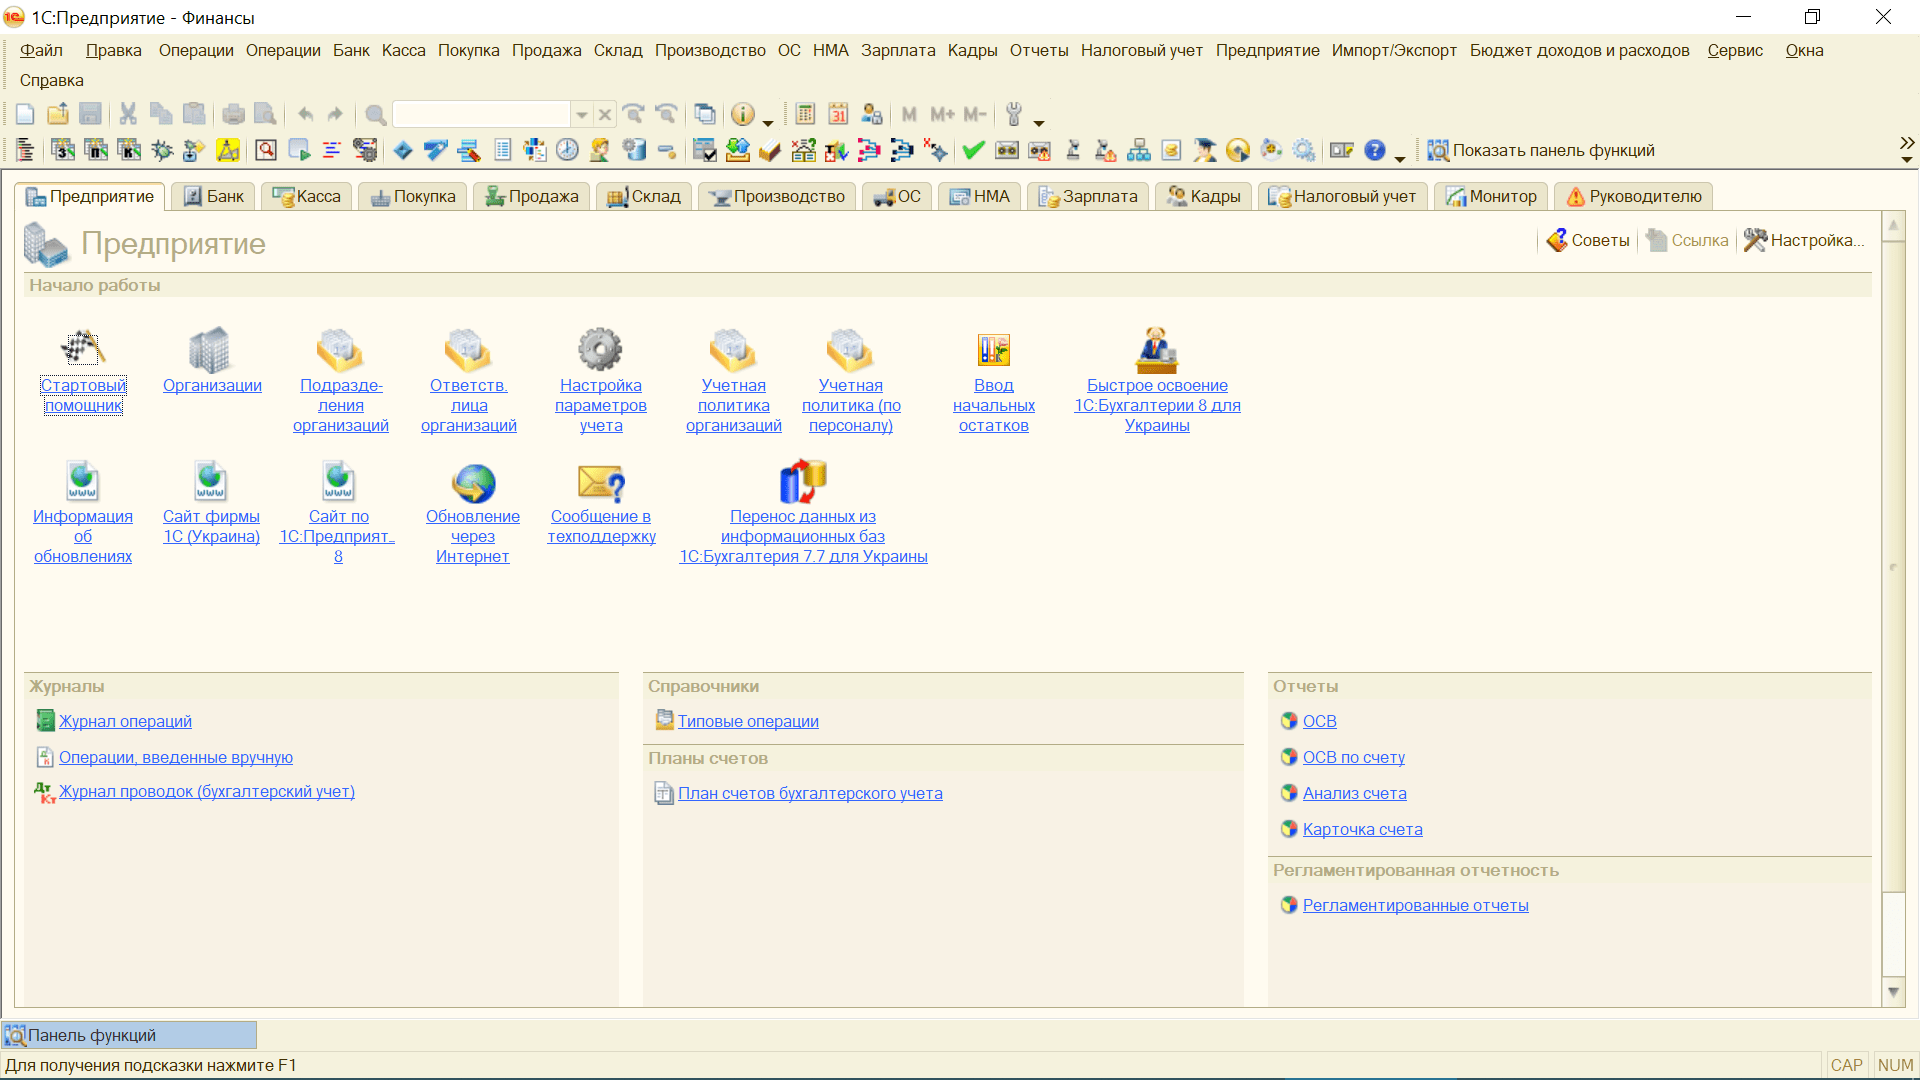 1С:Предприятие - Финансы
Файл Правка Операции Операции Банк Касса Покупка Продажа Склад Производство ОС НМА Зарплата Кадры Отчеты Налоговый учет Предприятие Импорт/Экспорт Бюджет доходов и расходов Сервис Окна
Справка
M M+ M-
Показать панель функций
Предприятие Банк Касса Покупка Продажа Склад Производство ОС НМА Зарплата Кадры Налоговый учет Монитор Руководителю
Предприятие
Советы Ссылка Настройка...
Начало работы
Стартовый помощник
Организации
Подразде-
ления
организаций
Ответств.
лица
организаций
Настройка
параметров
учета
Учетная
политика
организаций
Учетная
политика (по
персоналу)
Ввод
начальных
остатков
Быстрое освоение
1С:Бухгалтерии 8 для
Украины
Информация
об
обновлениях
Сайт фирмы
1С (Украина)
Сайт по
1С:Предприят...
8
Обновление
через
Интернет
Сообщение в
техподдержку
Перенос данных из
информационных баз
1С:Бухгалтерия 7.7 для Украины
Журналы
Журнал операций
Операции, введенные вручную
Журнал проводок (бухгалтерский учет)
Справочники
Типовые операции
Планы счетов
План счетов бухгалтерского учета
Отчеты
ОСВ
ОСВ по счету
Анализ счета
Карточка счета
Регламентированная отчетность
Регламентированные отчеты
Панель функций
Для получения подсказки нажмите F1
CAP NUM